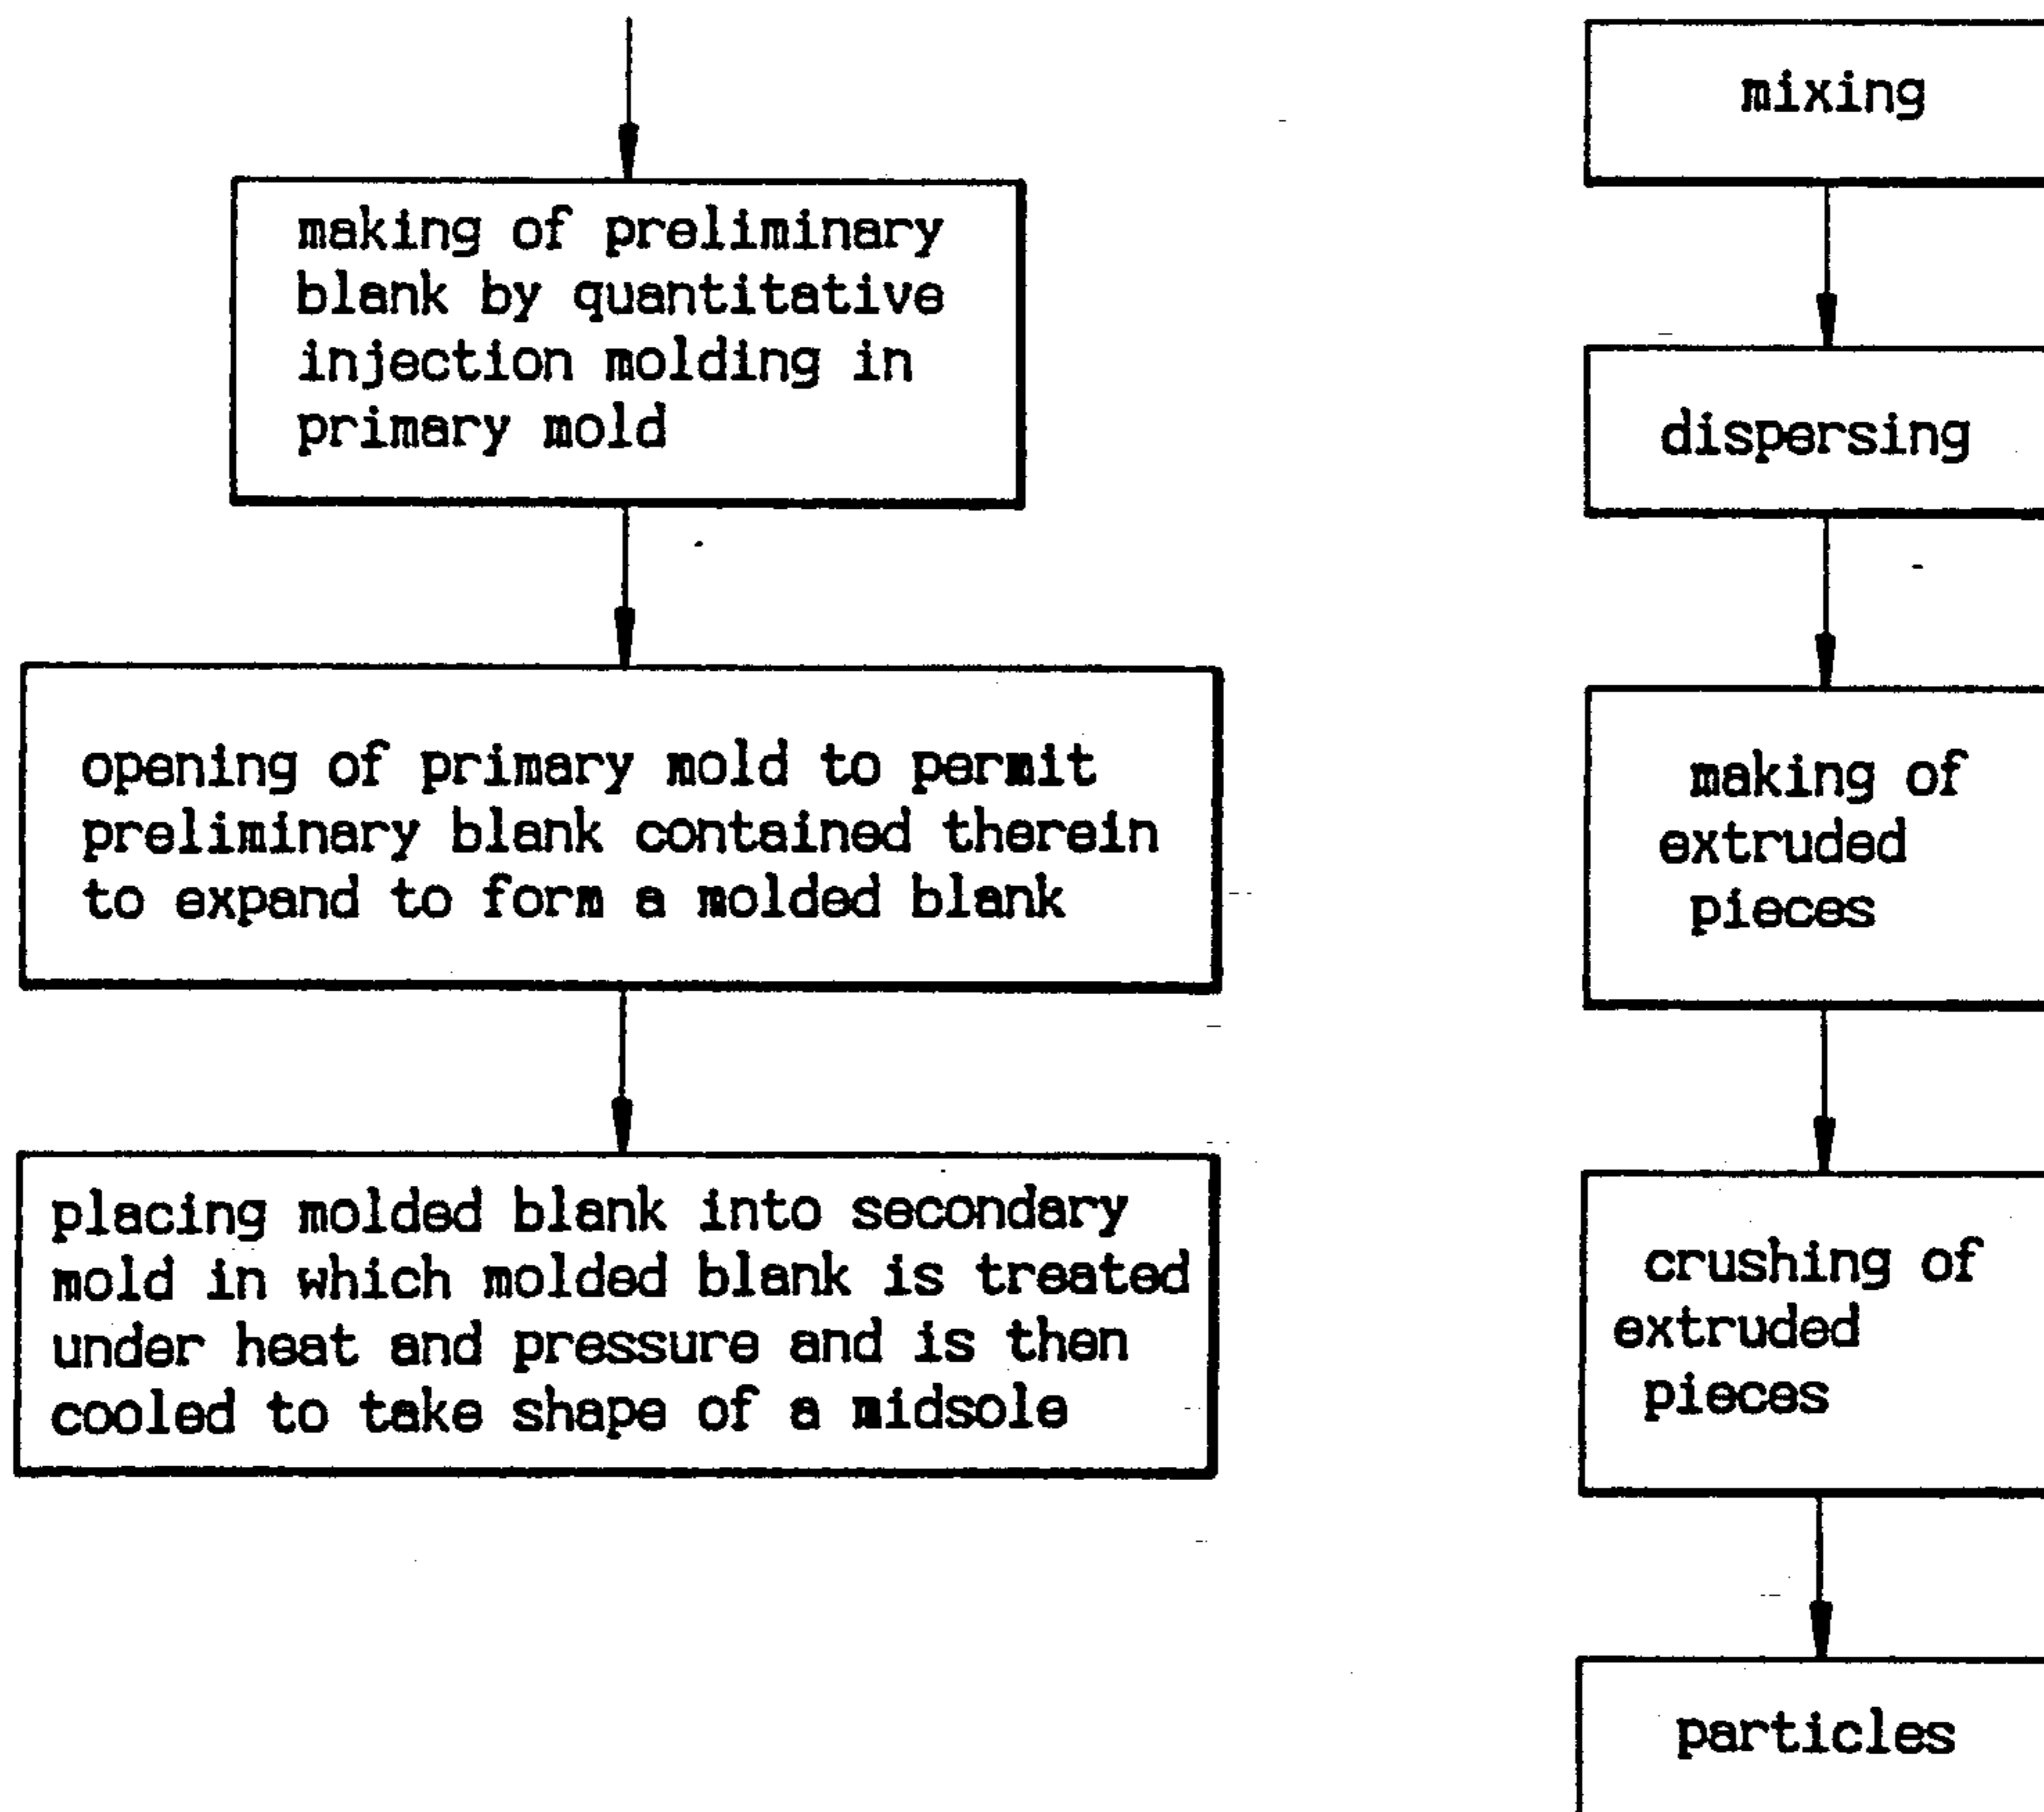 making of preliminary
blank by quantitative
injection molding in
primary mold
opening of primary mold to permit
preliminary blank contained therein
to expand to form a molded blank
placing molded blank into secondary
mold in which molded blank is treated
under heat and pressure and is then
cooled to take shape of a midsole
mixing
dispersing
making of
extruded
pieces
crushing of
extruded
pieces
particles